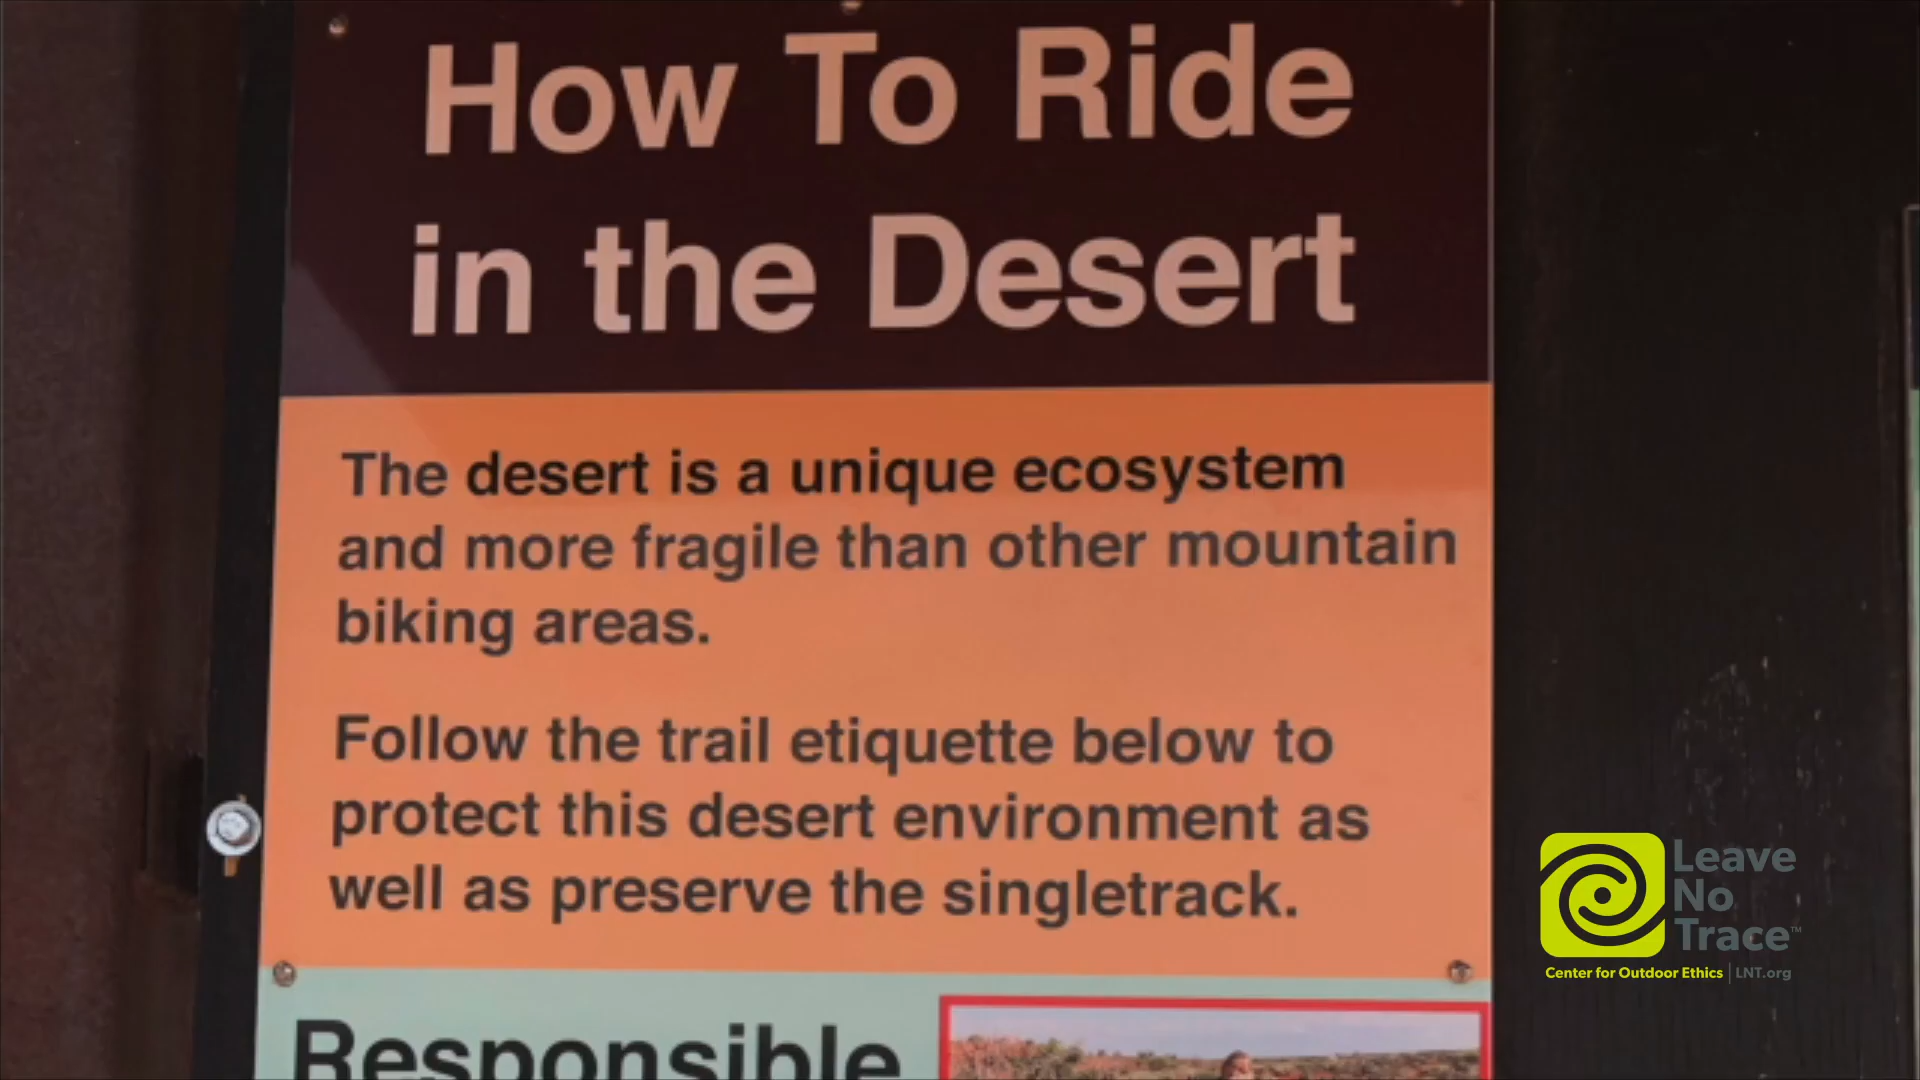 How To Ride
in the Desert
The desert is a unique ecosystem
and more fragile than other mountain
biking areas.
Follow the trail etiquette below to
protect this desert environment as
well as preserve the singletrack.
Responsible
Leave
No
Trace™
Center for Outdoor Ethics | LNT.org